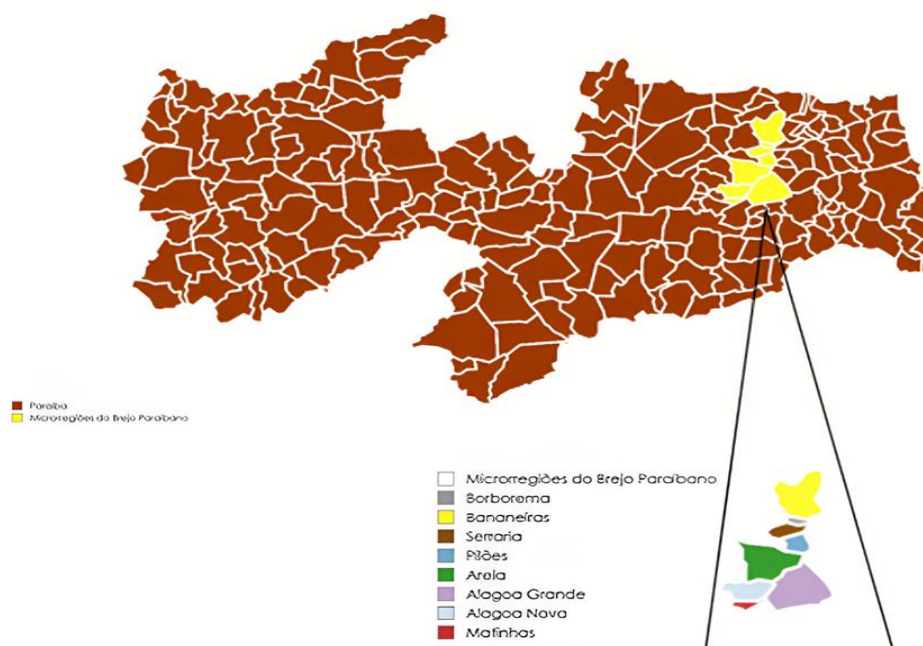 Paraíba
Microrregiões do Brejo Paraibano
Microrregiões do Brejo Paraibano
Borborema
Bananeiras
Serraria
Pilões
Areia
Alagoa Grande
Alagoa Nova
Matinhas